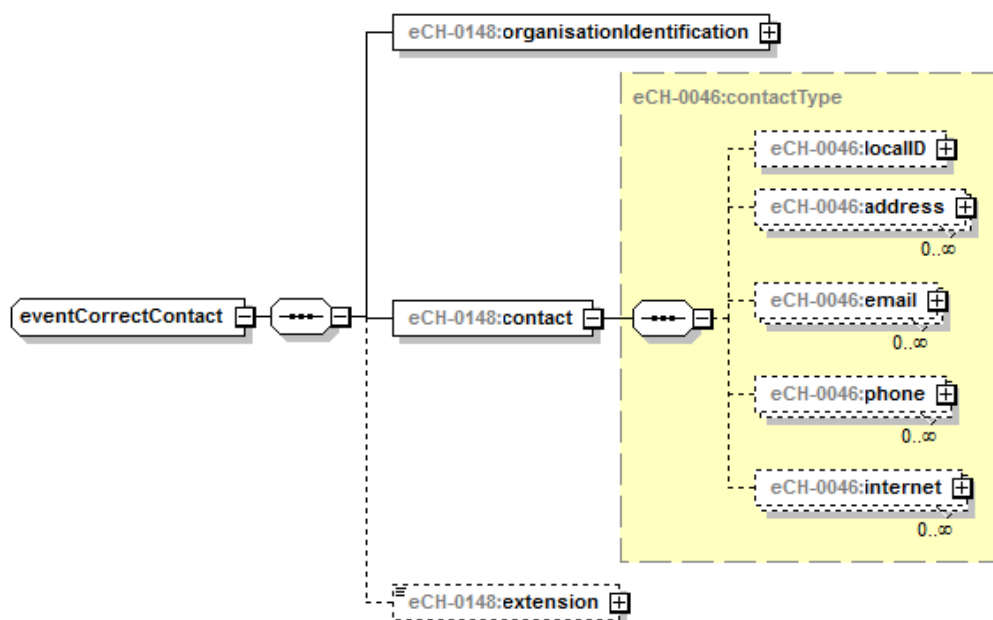 eCH-0148:organisationIdentification
eCH-0046:contactType
eCH-0046:localID
eCH-0046:address
0..∞
eventCorrectContact
eCH-0148:contact
eCH-0046:email
0..∞
eCH-0046:phone
0..∞
eCH-0046:internet
0..∞
eCH-0148:extension